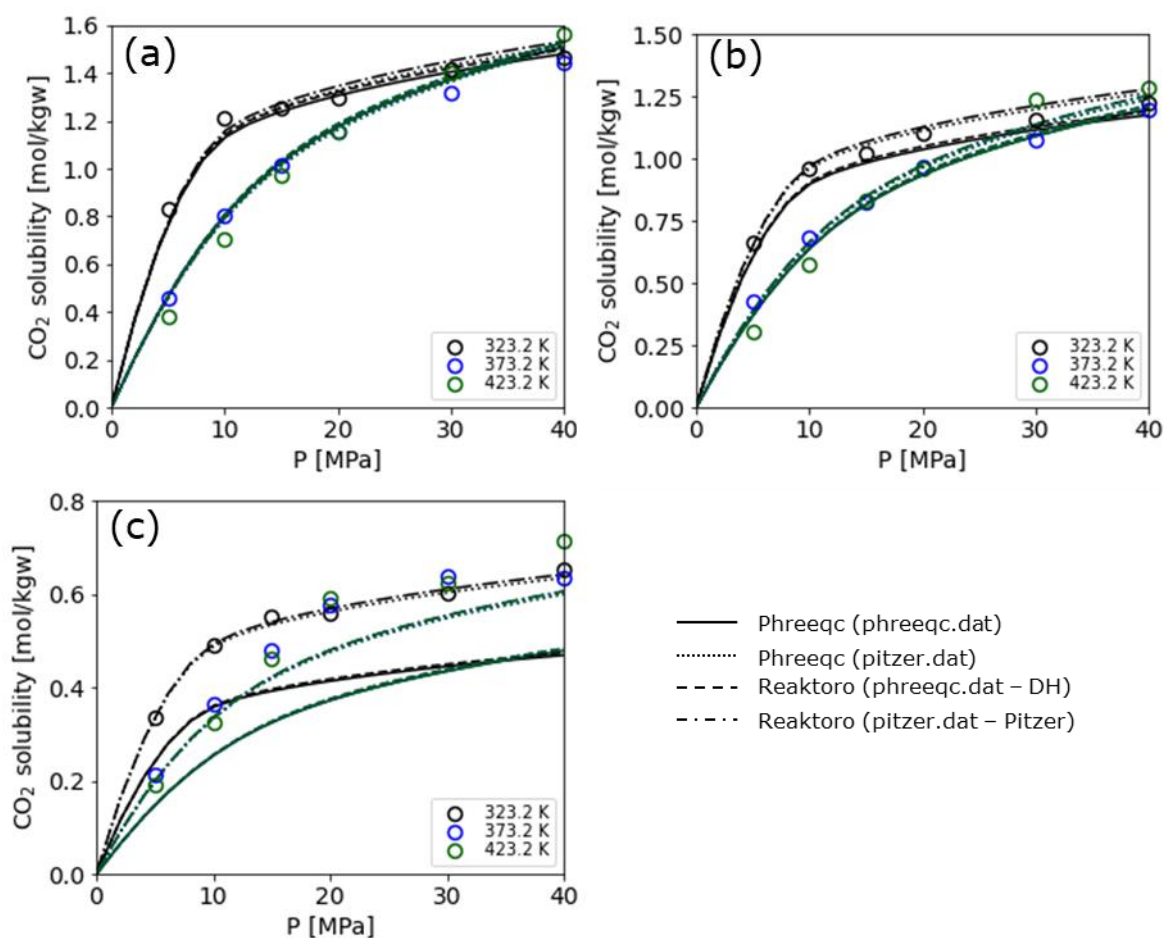 (a)
CO₂ solubility [mol/kgw]
1.6
1.4
1.2
1.0
0.8
0.6
0.4
0.2
0.0
0 10 20 30 40
P [MPa]
323.2 K
373.2 K
423.2 K
(b)
CO₂ solubility [mol/kgw]
1.50
1.25
1.00
0.75
0.50
0.25
0.00
0 10 20 30 40
P [MPa]
323.2 K
373.2 K
423.2 K
(c)
CO₂ solubility [mol/kgw]
0.8
0.6
0.4
0.2
0.0
0 10 20 30 40
P [MPa]
323.2 K
373.2 K
423.2 K
Phreeqc (phreeqc.dat)
Phreeqc (pitzer.dat)
Reaktoro (phreeqc.dat – DH)
Reaktoro (pitzer.dat – Pitzer)